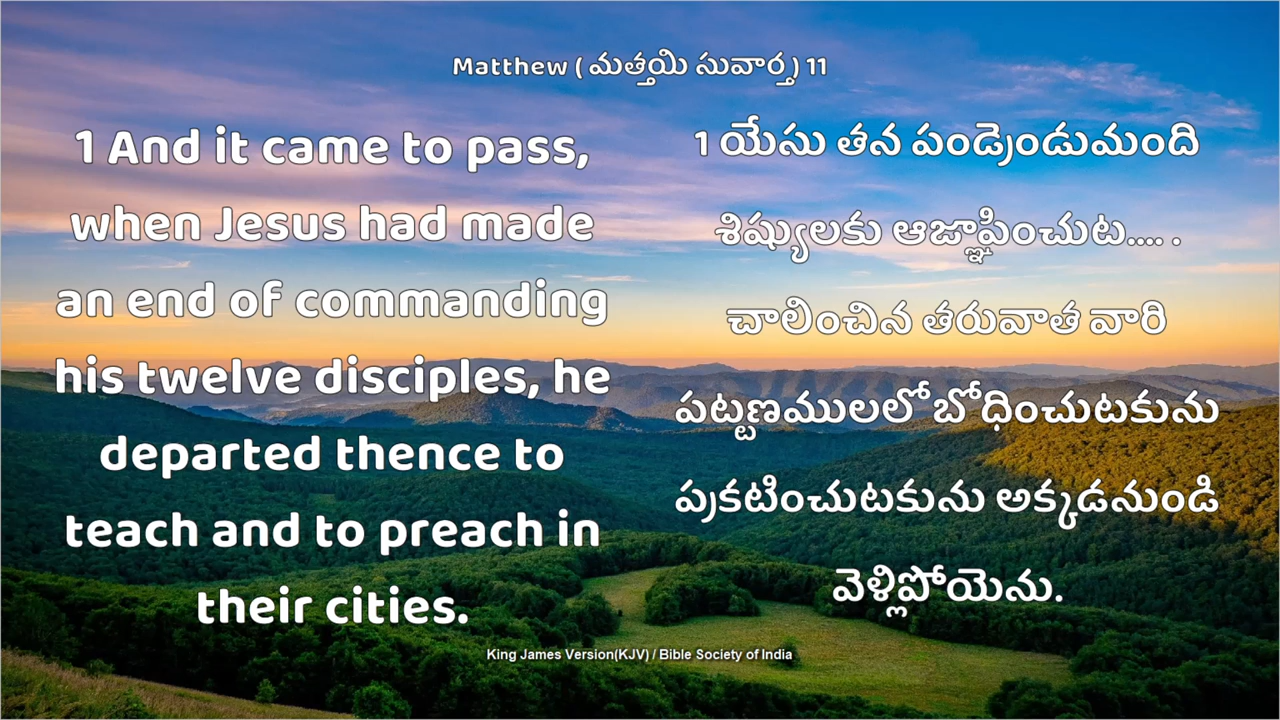 Matthew ( మత్తయి సువార్త ) 11
1 And it came to pass,
when Jesus had made
an end of commanding
his twelve disciples, he
departed thence to
teach and to preach in
their cities.
1 యేసు తన పండ్రెండుమంది
శిష్యులకు ఆజ్ఞాపించుట.... .
చాలించిన తరువాత వారి
పట్టణములలో బోధించుటకును
ప్రకటించుటకును అక్కడనుండి
వెళ్లిపోయెను.
King James Version(KJV) / Bible Society of India